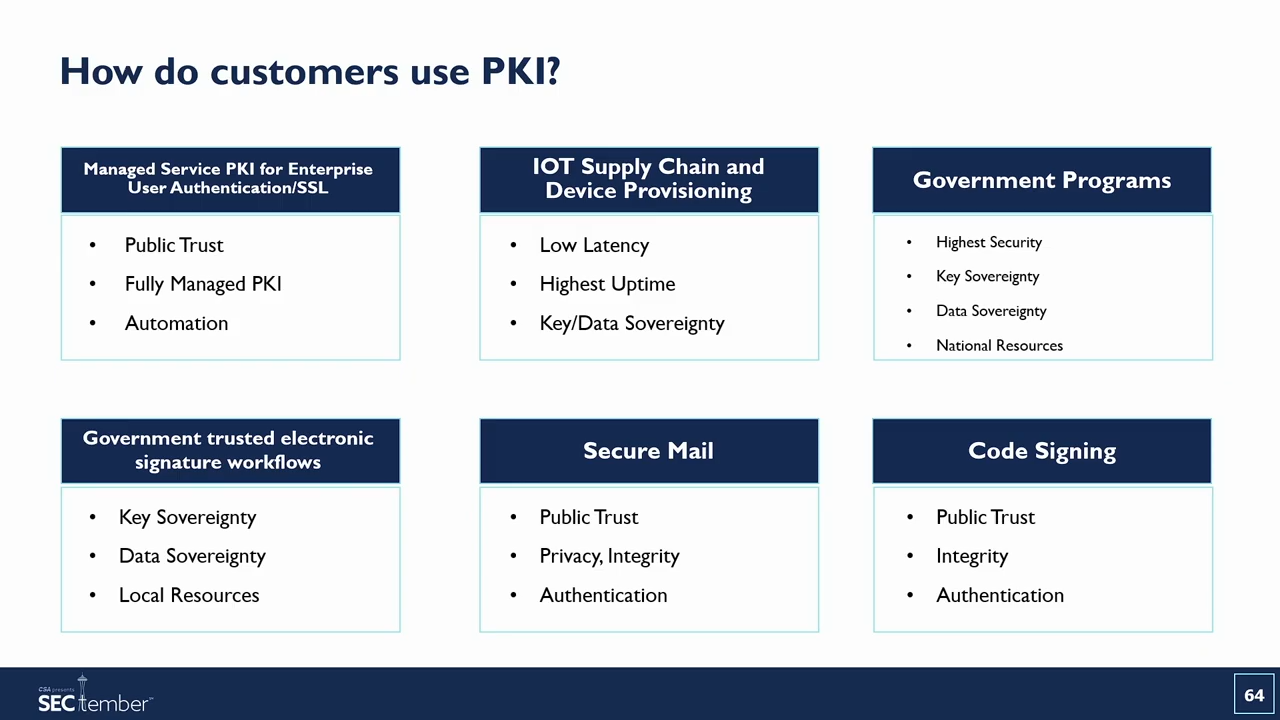 How do customers use PKI?
Managed Service PKI for Enterprise
User Authentication/SSL
• Public Trust
• Fully Managed PKI
• Automation
IOT Supply Chain and
Device Provisioning
• Low Latency
• Highest Uptime
• Key/Data Sovereignty
Government Programs
• Highest Security
• Key Sovereignty
• Data Sovereignty
• National Resources
Government trusted electronic
signature workflows
• Key Sovereignty
• Data Sovereignty
• Local Resources
Secure Mail
• Public Trust
• Privacy, Integrity
• Authentication
Code Signing
• Public Trust
• Integrity
• Authentication
CSA presents
SECtember™
64